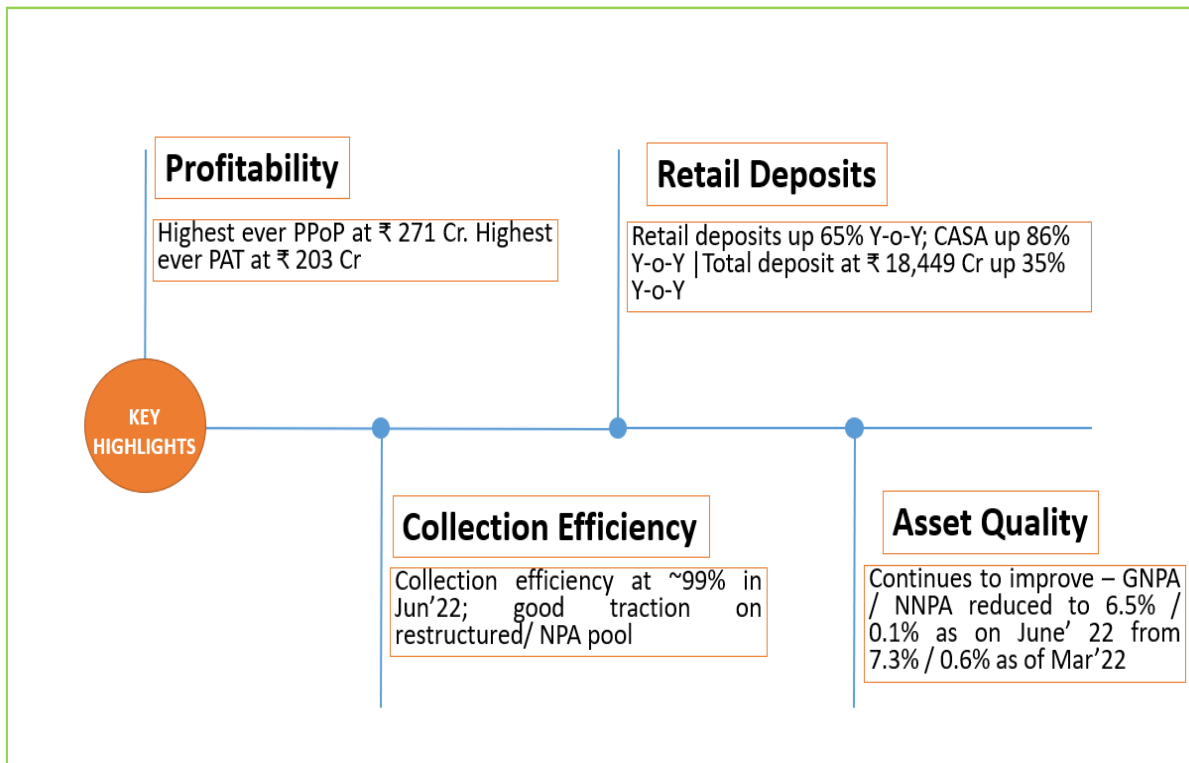 Profitability
Highest ever PPoP at ₹ 271 Cr. Highest
ever PAT at ₹ 203 Cr
Retail Deposits
Retail deposits up 65% Y-o-Y; CASA up 86%
Y-o-Y |Total deposit at ₹ 18,449 Cr up 35%
Y-o-Y
KEY
HIGHLIGHTS
Collection Efficiency
Collection efficiency at ~99% in
Jun’22; good traction on
restructured/ NPA pool
Asset Quality
Continues to improve – GNPA
/ NNPA reduced to 6.5% /
0.1% as on June’ 22 from
7.3% / 0.6% as of Mar’22